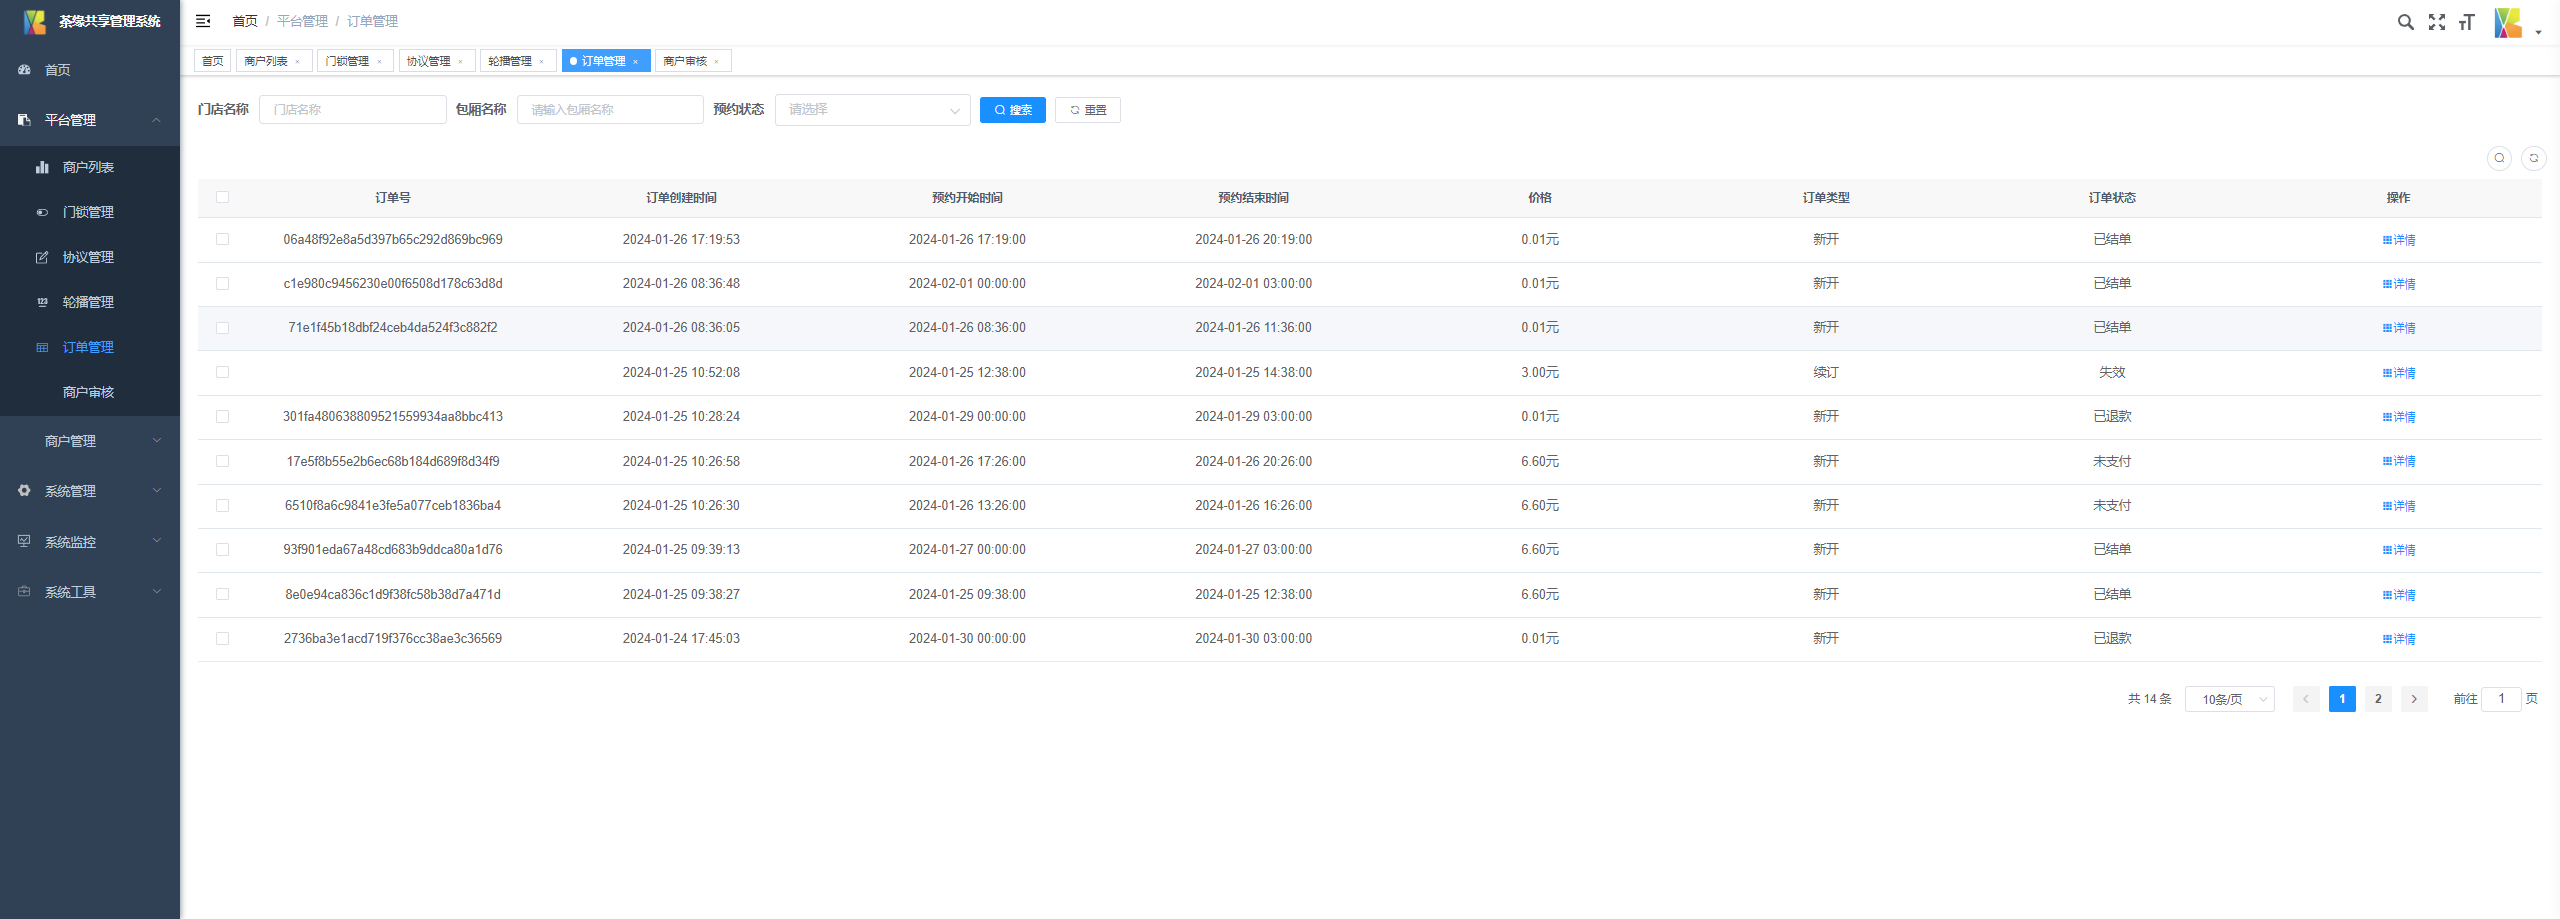 茶缘共享管理系统
首页
平台管理
商户列表
门锁管理
协议管理
轮播管理
订单管理
商户审核
商户管理
系统管理
系统监控
系统工具
首页 / 平台管理 / 订单管理
首页 商户列表 × 门锁管理 × 协议管理 × 轮播管理 × 订单管理 × 商户审核 ×
门店名称 门店名称 包厢名称 请输入包厢名称 预约状态 请选择 搜索 重置
订单号 订单创建时间 预约开始时间 预约结束时间 价格 订单类型 订单状态 操作
06a48f92e8a5d397b65c292d869bc969 2024-01-26 17:19:53 2024-01-26 17:19:00 2024-01-26 20:19:00 0.01元 新开 已结单 详情
c1e980c9456230e00f6508d178c63d8d 2024-01-26 08:36:48 2024-02-01 00:00:00 2024-02-01 03:00:00 0.01元 新开 已结单 详情
71e1f45b18dbf24ceb4da524f3c882f2 2024-01-26 08:36:05 2024-01-26 08:36:00 2024-01-26 11:36:00 0.01元 新开 已结单 详情
2024-01-25 10:52:08 2024-01-25 12:38:00 2024-01-25 14:38:00 3.00元 续订 失效 详情
301fa480638809521559934aa8bbc413 2024-01-25 10:28:24 2024-01-29 00:00:00 2024-01-29 03:00:00 0.01元 新开 已退款 详情
17e5f8b55e2b6ec68b184d689f8d34f9 2024-01-25 10:26:58 2024-01-26 17:26:00 2024-01-26 20:26:00 6.60元 新开 未支付 详情
6510f8a6c9841e3fe5a077ceb1836ba4 2024-01-25 10:26:30 2024-01-26 13:26:00 2024-01-26 16:26:00 6.60元 新开 未支付 详情
93f901eda67a48cd683b9ddca80a1d76 2024-01-25 09:39:13 2024-01-27 00:00:00 2024-01-27 03:00:00 6.60元 新开 已结单 详情
8e0e94ca836c1d9f38fc58b38d7a471d 2024-01-25 09:38:27 2024-01-25 09:38:00 2024-01-25 12:38:00 6.60元 新开 已结单 详情
2736ba3e1acd719f376cc38ae3c36569 2024-01-24 17:45:03 2024-01-30 00:00:00 2024-01-30 03:00:00 0.01元 新开 已退款 详情
共 14 条 10条/页 1 2 前往 1 页